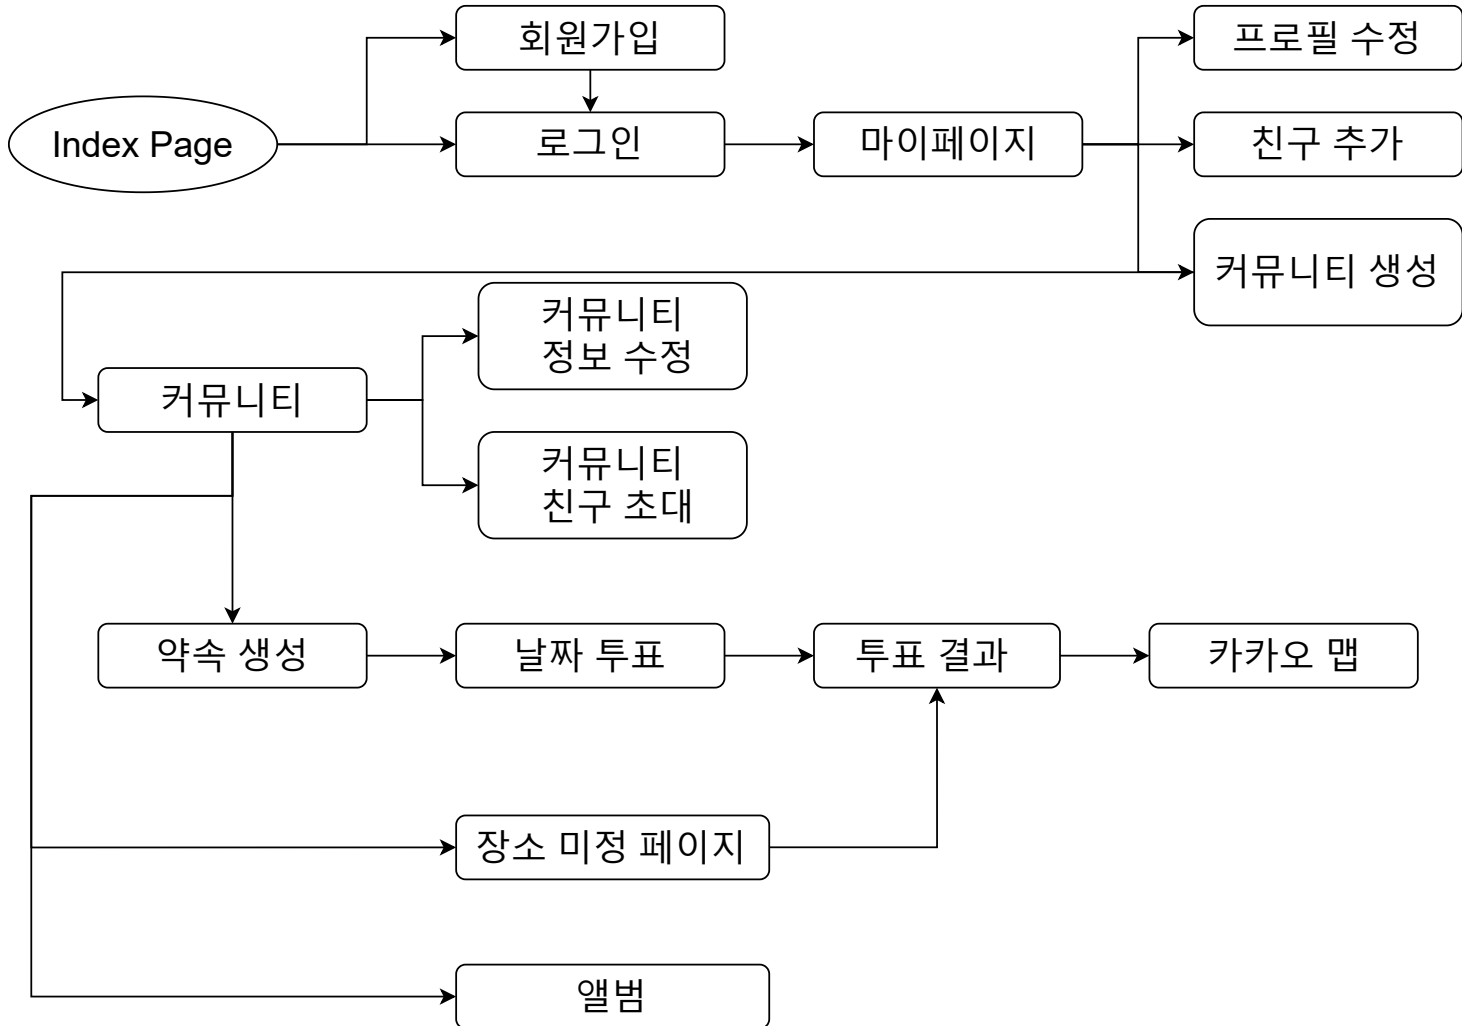 회원가입
프로필 수정
Index Page
로그인
마이페이지
친구 추가
커뮤니티 생성
커뮤니티
정보 수정
커뮤니티
커뮤니티
친구 초대
약속 생성
날짜 투표
투표 결과
카카오 맵
장소 미정 페이지
앨범